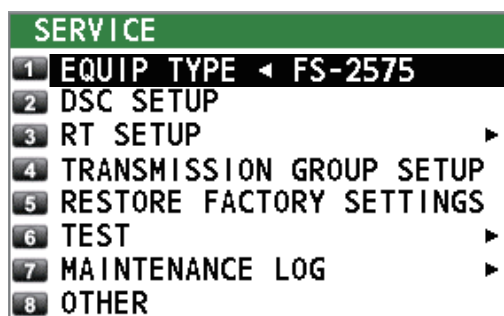 SERVICE
1 EQUIP TYPE ◄ FS-2575
2 DSC SETUP
3 RT SETUP ►
4 TRANSMISSION GROUP SETUP
5 RESTORE FACTORY SETTINGS
6 TEST ►
7 MAINTENANCE LOG ►
8 OTHER